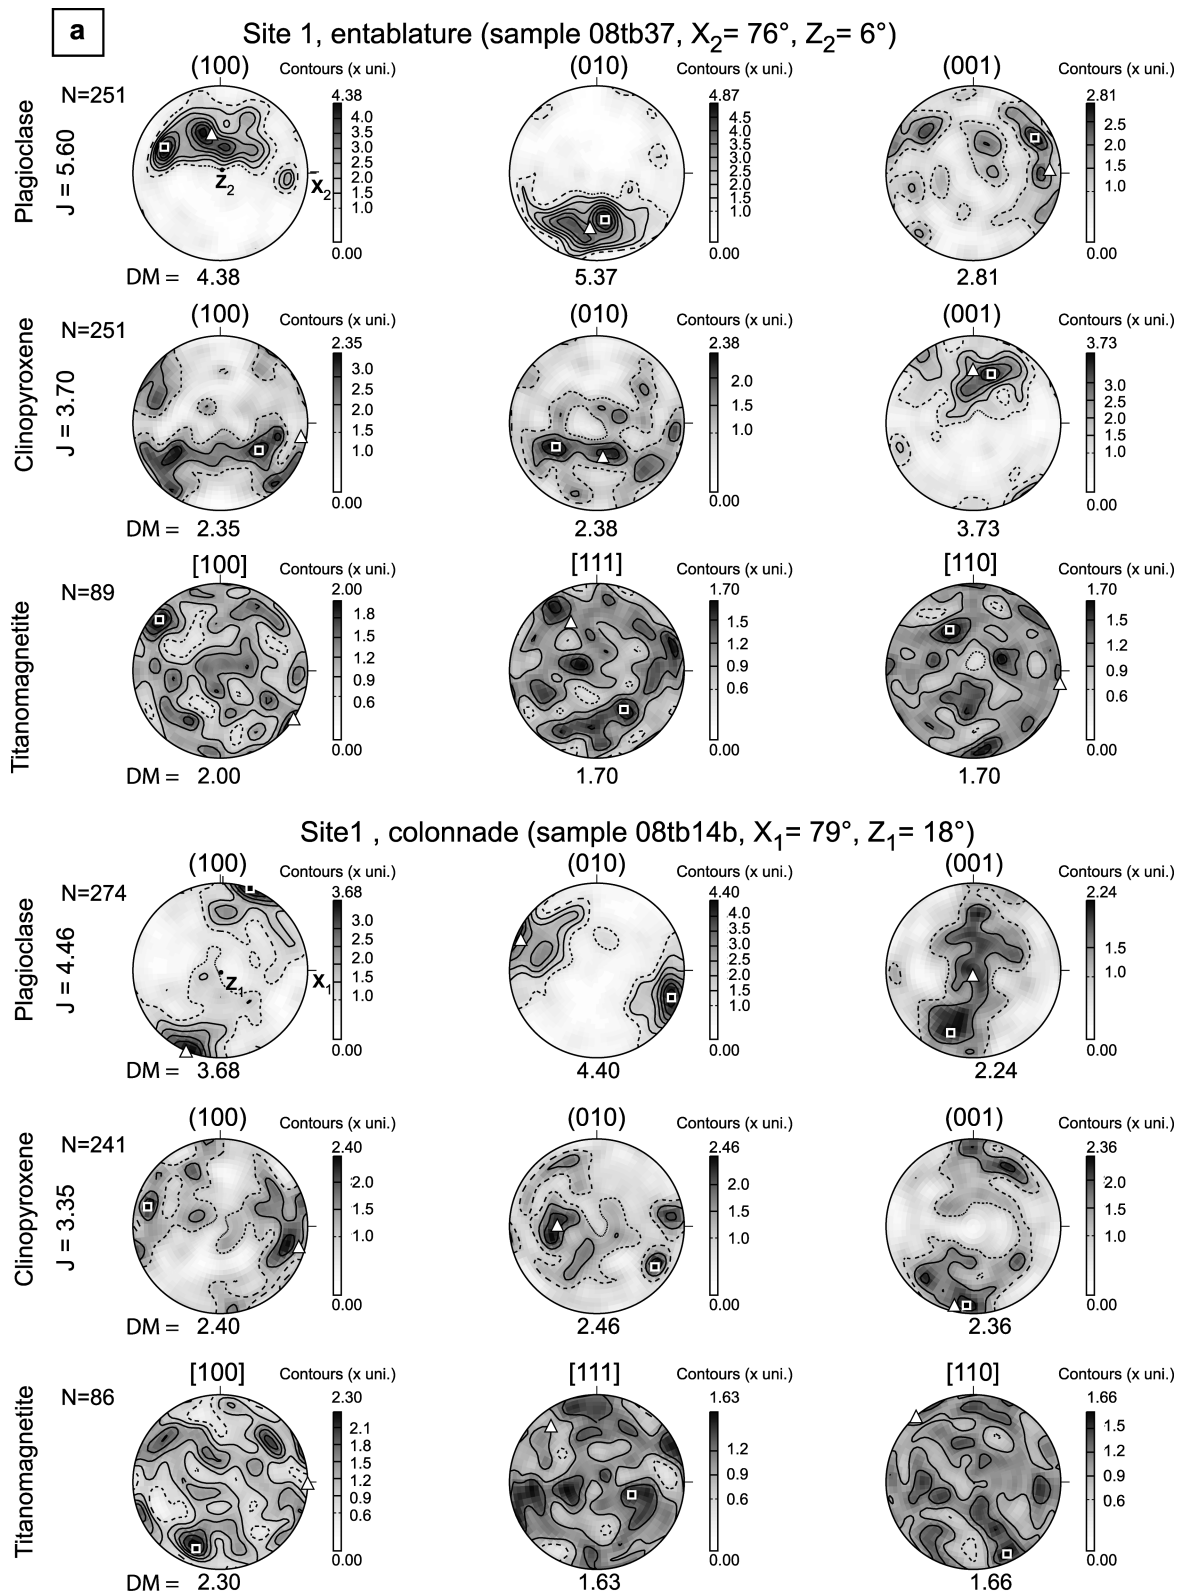 a
Site 1, entablature (sample 08tb37, X2= 76°, Z2= 6°)
Plagioclase
J = 5.60
N=251
(100) Contours (x uni.)
4.38
4.0
3.5
3.0
2.5
2.0
1.5
1.0
0.00
Z2
X2
DM = 4.38
(010) Contours (x uni.)
4.87
4.5
4.0
3.5
3.0
2.5
2.0
1.5
1.0
0.00
5.37
(001) Contours (x uni.)
2.81
2.5
2.0
1.5
1.0
0.00
2.81
Clinopyroxene
J = 3.70
N=251
(100) Contours (x uni.)
2.35
3.0
2.5
2.0
1.5
1.0
0.00
DM = 2.35
(010) Contours (x uni.)
2.38
2.0
1.5
1.0
0.00
2.38
(001) Contours (x uni.)
3.73
3.0
2.5
2.0
1.5
1.0
0.00
3.73
Titanomagnetite
N=89
[100] Contours (x uni.)
2.00
1.8
1.5
1.2
0.9
0.6
0.00
DM = 2.00
[111] Contours (x uni.)
1.70
1.5
1.2
0.9
0.6
0.00
1.70
[110] Contours (x uni.)
1.70
1.5
1.2
0.9
0.6
0.00
1.70
Site1 , colonnade (sample 08tb14b, X1= 79°, Z1= 18°)
Plagioclase
J = 4.46
N=274
(100) Contours (x uni.)
3.68
3.0
2.5
2.0
1.5
1.0
0.00
Z1
X1
DM = 3.68
(010) Contours (x uni.)
4.40
4.0
3.5
3.0
2.5
2.0
1.5
1.0
0.00
4.40
(001) Contours (x uni.)
2.24
1.5
1.0
0.00
2.24
Clinopyroxene
J = 3.35
N=241
(100) Contours (x uni.)
2.40
2.0
1.5
1.0
0.00
DM = 2.40
(010) Contours (x uni.)
2.46
2.0
1.5
1.0
0.00
2.46
(001) Contours (x uni.)
2.36
2.0
1.5
1.0
0.00
2.36
Titanomagnetite
N=86
[100] Contours (x uni.)
2.30
2.1
1.8
1.5
1.2
0.9
0.6
0.00
DM = 2.30
[111] Contours (x uni.)
1.63
1.2
0.9
0.6
0.00
1.63
[110] Contours (x uni.)
1.66
1.5
1.2
0.9
0.6
0.00
1.66